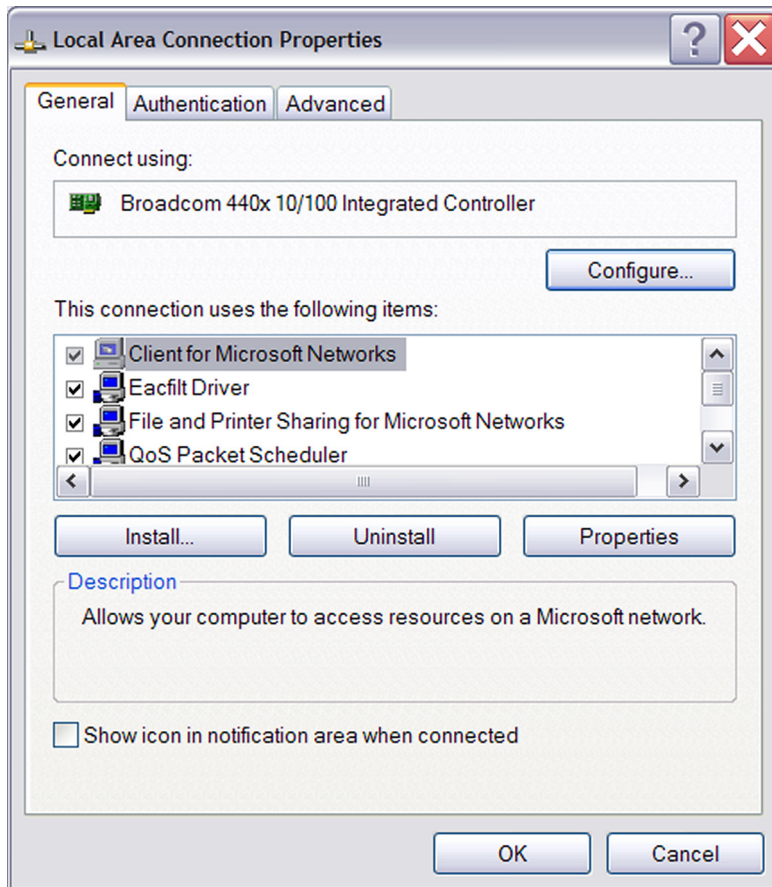 Local Area Connection Properties
General Authentication Advanced
Connect using:
Broadcom 440x 10/100 Integrated Controller
Configure...
This connection uses the following items:
Client for Microsoft Networks
Eacfilt Driver
File and Printer Sharing for Microsoft Networks
QoS Packet Scheduler
Install... Uninstall Properties
Description
Allows your computer to access resources on a Microsoft network.
Show icon in notification area when connected
OK Cancel